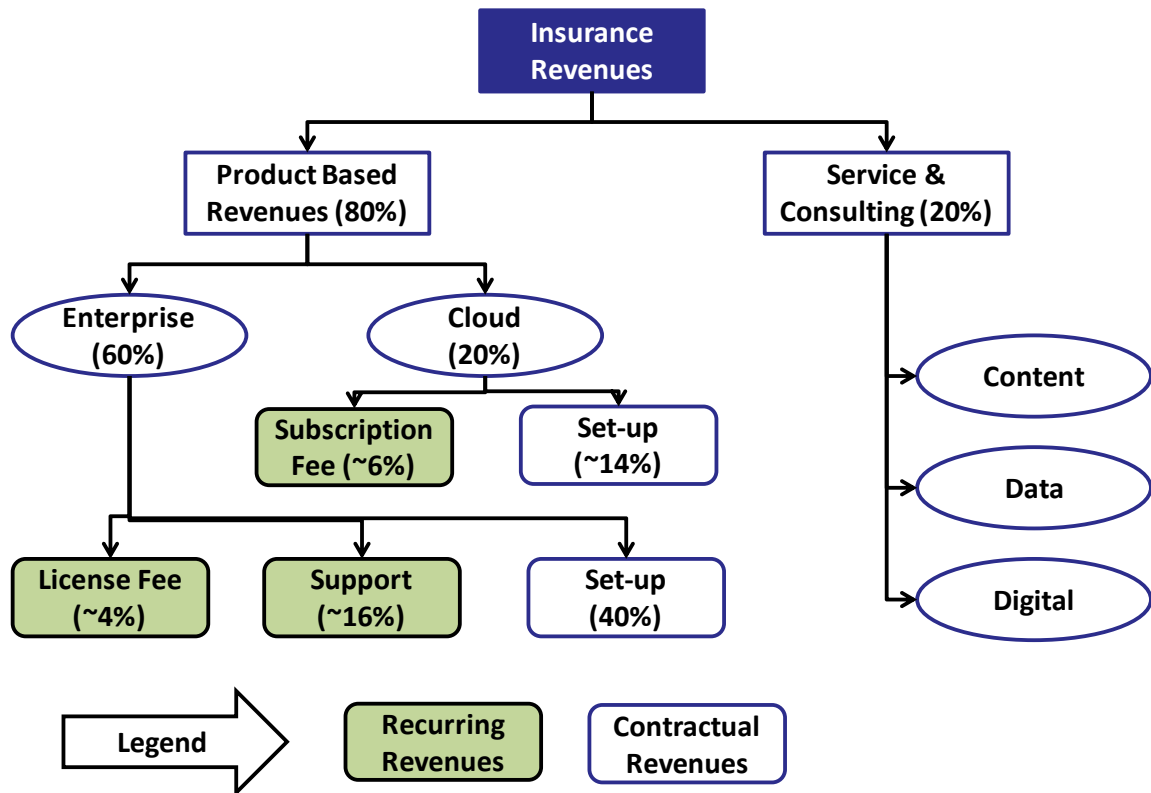 Insurance
Revenues
Product Based
Revenues (80%)
Service &
Consulting (20%)
Enterprise
(60%)
Cloud
(20%)
Content
Subscription
Fee (~6%)
Set-up
(~14%)
Data
License Fee
(~4%)
Support
(~16%)
Set-up
(40%)
Digital
Legend
Recurring
Revenues
Contractual
Revenues